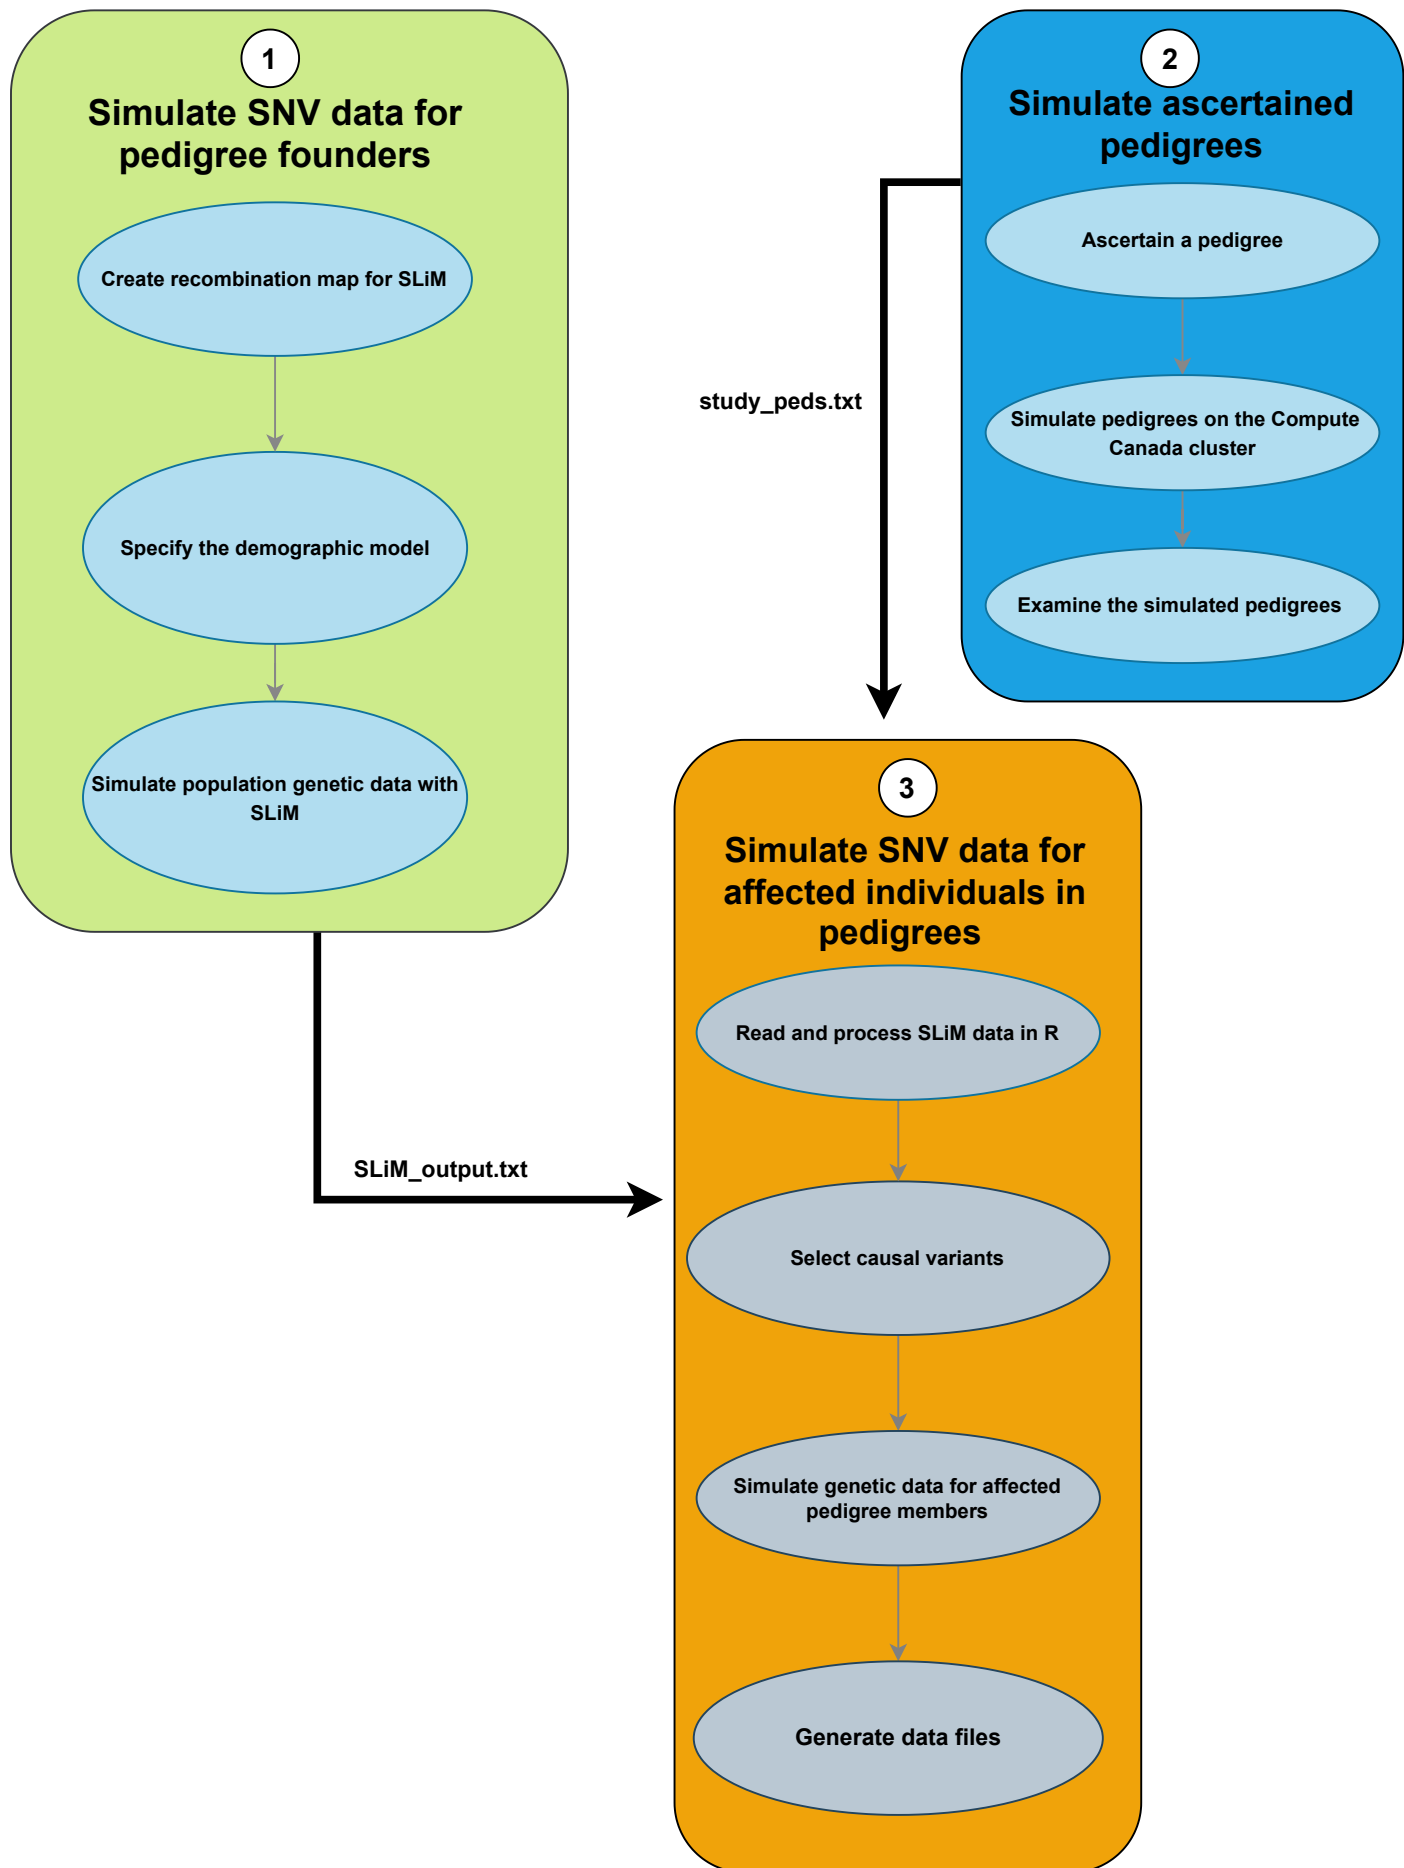 1
Simulate SNV data for
pedigree founders
Create recombination map for SLiM
Specify the demographic model
Simulate population genetic data with
SLiM
SLiM_output.txt
2
Simulate ascertained
pedigrees
Ascertain a pedigree
Simulate pedigrees on the Compute
Canada cluster
Examine the simulated pedigrees
study_peds.txt
3
Simulate SNV data for
affected individuals in
pedigrees
Read and process SLiM data in R
Select causal variants
Simulate genetic data for affected
pedigree members
Generate data files